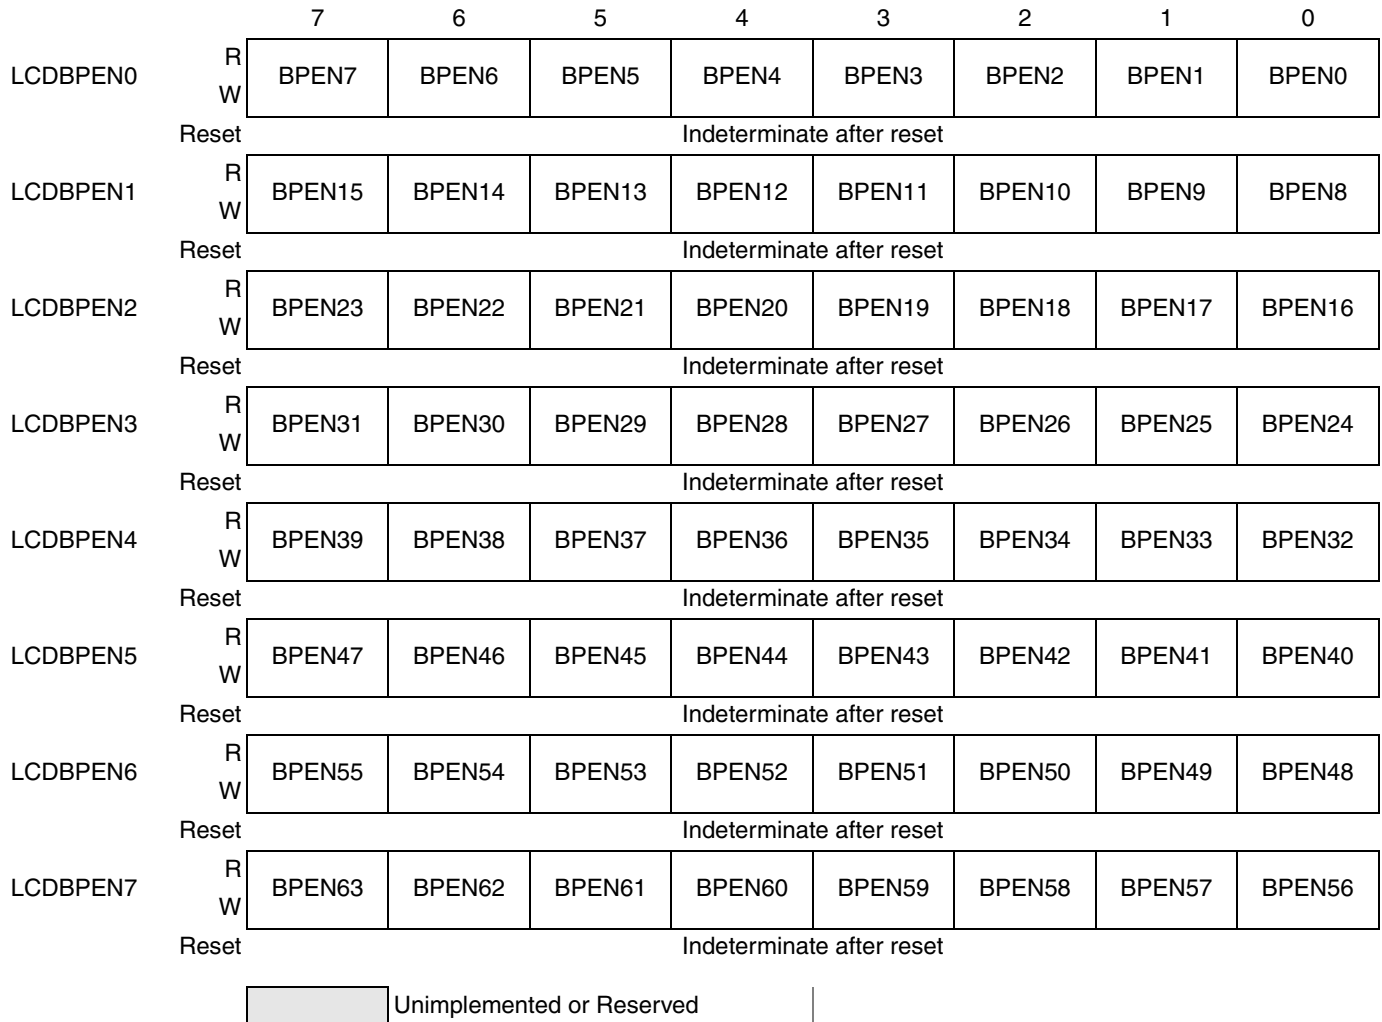 7 6 5 4 3 2 1 0
LCDBPEN0 R W BPEN7 BPEN6 BPEN5 BPEN4 BPEN3 BPEN2 BPEN1 BPEN0
Reset Indeterminate after reset
LCDBPEN1 R W BPEN15 BPEN14 BPEN13 BPEN12 BPEN11 BPEN10 BPEN9 BPEN8
Reset Indeterminate after reset
LCDBPEN2 R W BPEN23 BPEN22 BPEN21 BPEN20 BPEN19 BPEN18 BPEN17 BPEN16
Reset Indeterminate after reset
LCDBPEN3 R W BPEN31 BPEN30 BPEN29 BPEN28 BPEN27 BPEN26 BPEN25 BPEN24
Reset Indeterminate after reset
LCDBPEN4 R W BPEN39 BPEN38 BPEN37 BPEN36 BPEN35 BPEN34 BPEN33 BPEN32
Reset Indeterminate after reset
LCDBPEN5 R W BPEN47 BPEN46 BPEN45 BPEN44 BPEN43 BPEN42 BPEN41 BPEN40
Reset Indeterminate after reset
LCDBPEN6 R W BPEN55 BPEN54 BPEN53 BPEN52 BPEN51 BPEN50 BPEN49 BPEN48
Reset Indeterminate after reset
LCDBPEN7 R W BPEN63 BPEN62 BPEN61 BPEN60 BPEN59 BPEN58 BPEN57 BPEN56
Reset Indeterminate after reset
Unimplemented or Reserved